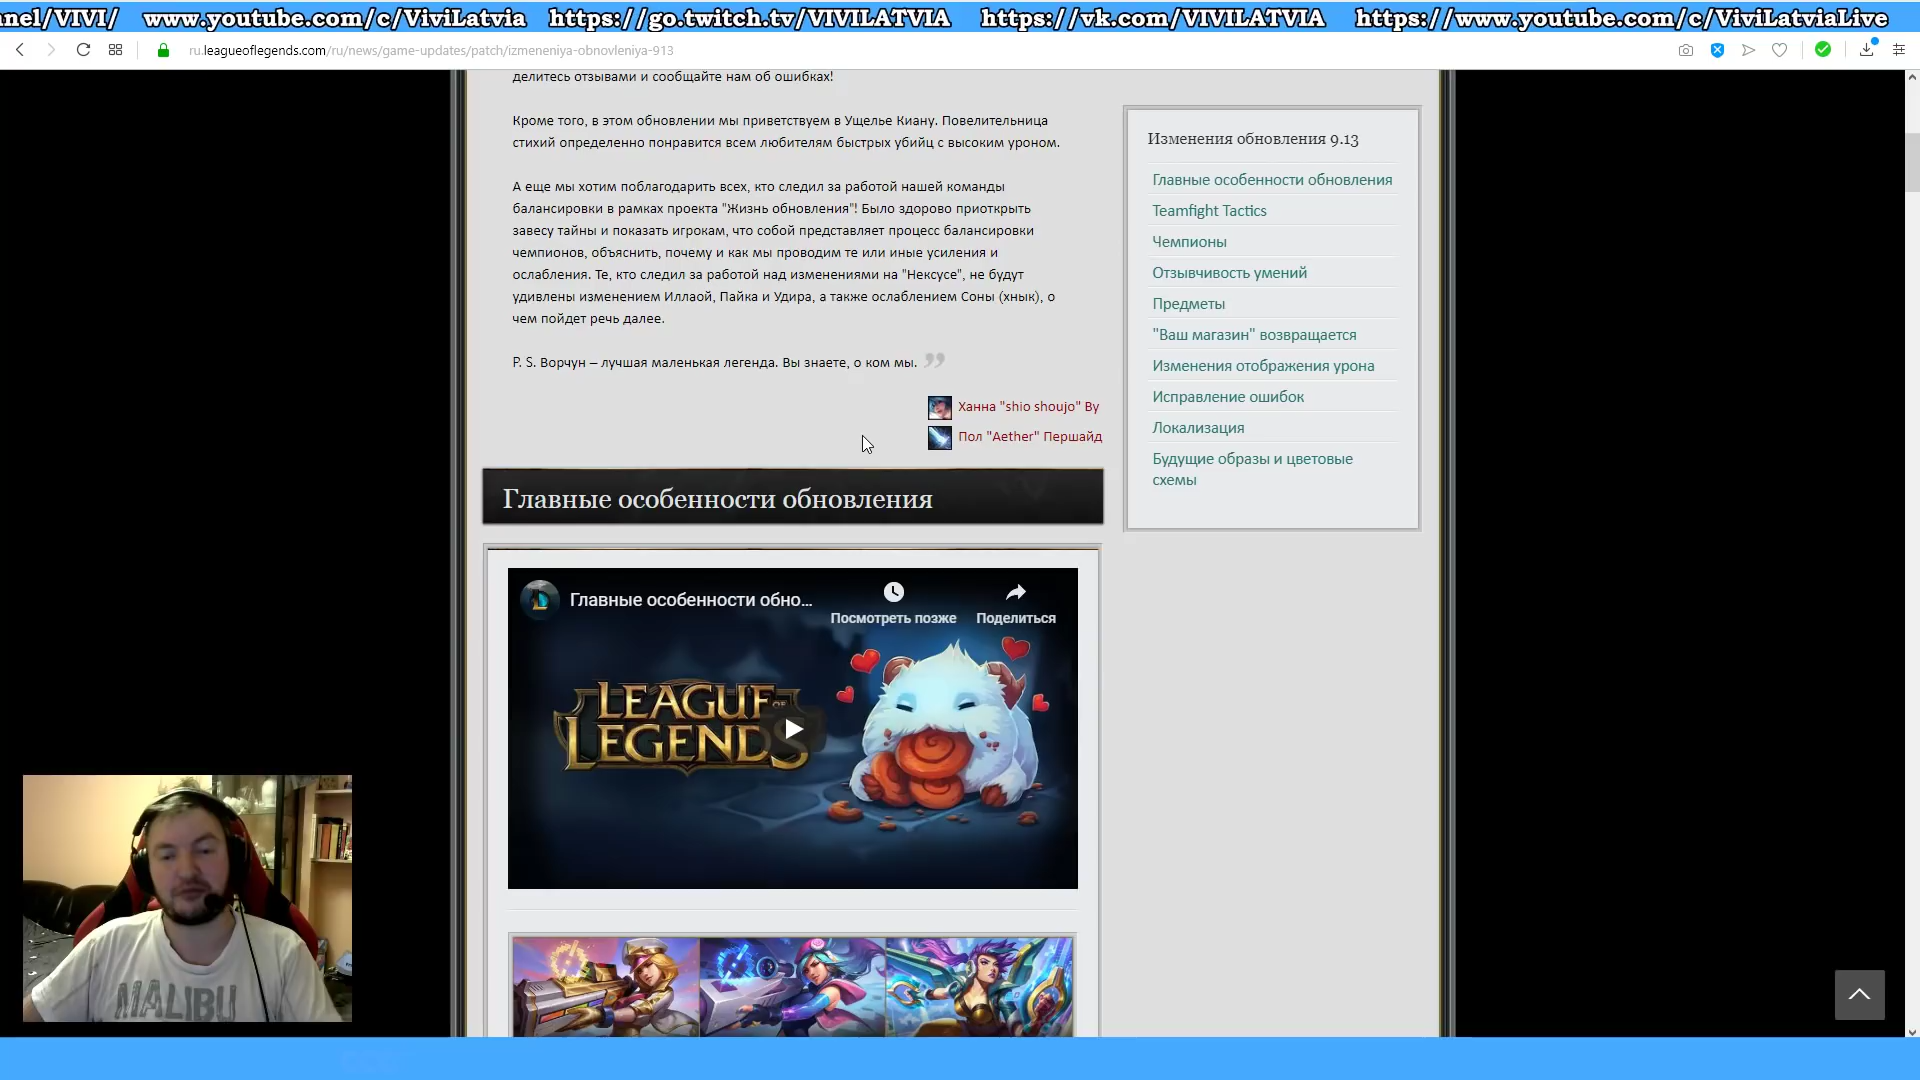 nel/VIVI/ www.youtube.com/c/ViviLatvia https://go.twitch.tv/VIVILATVIA https://vk.com/VIVILATVIA https://www.youtube.com/c/ViviLatviaLive
ru.leagueoflegends.com/ru/news/game-updates/patch/izmeneniya-obnovleniya-913
делитесь отзывами и сообщайте нам об ошибках!
Кроме того, в этом обновлении мы приветствуем в Ущелье Киану. Повелительница
стихий определенно понравится всем любителям быстрых убийц с высоким уроном.
А еще мы хотим поблагодарить всех, кто следил за работой нашей команды
балансировки в рамках проекта "Жизнь обновления"! Было здорово приоткрыть
завесу тайны и показать игрокам, что собой представляет процесс балансировки
чемпионов, объяснить, почему и как мы проводим те или иные усиления и
ослабления. Те, кто следил за работой над изменениями на "Нексусе", не будут
удивлены изменением Иллаой, Пайка и Удира, а также ослаблением Соны (хнык), о
чем пойдет речь далее.
P. S. Ворчун – лучшая маленькая легенда. Вы знаете, о ком мы. ”
Ханна "shio shoujo" Ву
Пол "Aether" Першайд
Изменения обновления 9.13
Главные особенности обновления
Teamfight Tactics
Чемпионы
Отзывчивость умений
Предметы
"Ваш магазин" возвращается
Изменения отображения урона
Исправление ошибок
Локализация
Будущие образы и цветовые
схемы
Главные особенности обновления
Главные особенности обно...
Посмотреть позже
Поделиться
LEAGUE OF
LEGENDS
MALIBU